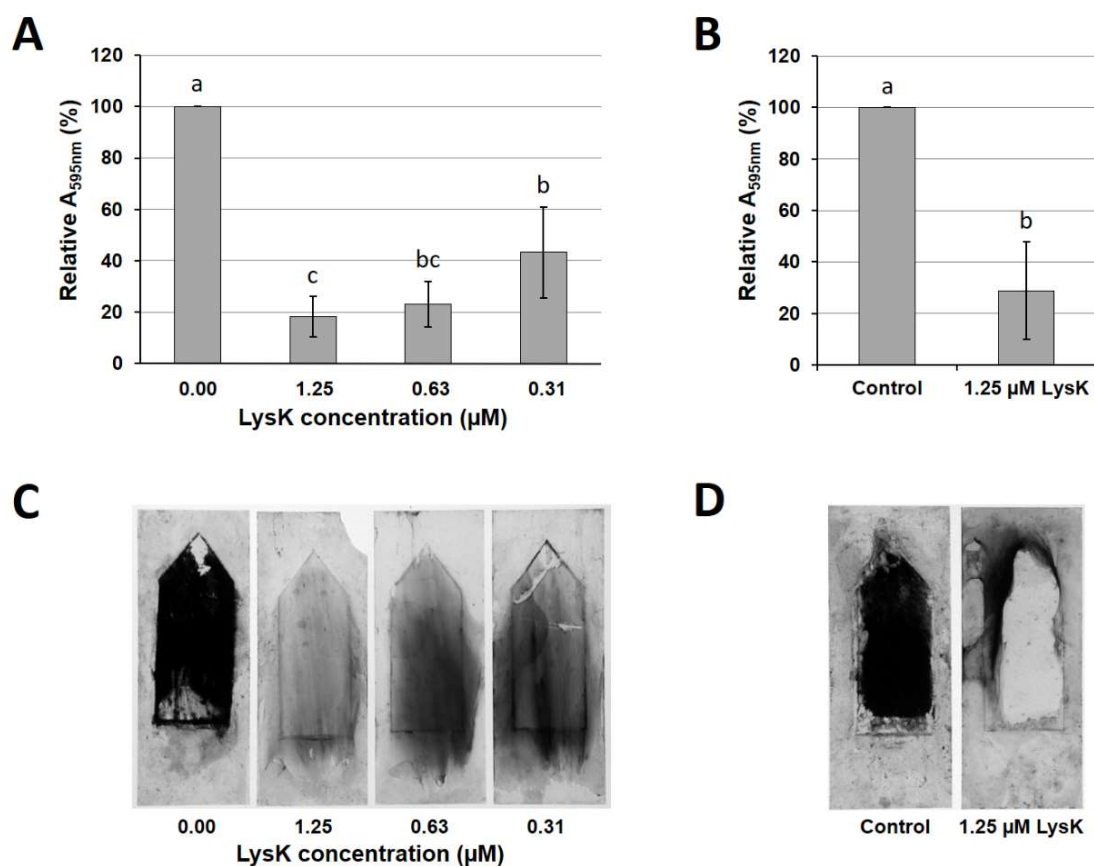 A
B
120
100
80
60
40
20
0
Relative A595nm (%)
a
c
bc
b
0.00 1.25 0.63 0.31
LysK concentration (µM)
120
100
80
60
40
20
0
Relative A595nm (%)
a
b
Control 1.25 µM LysK
C
D
0.00 1.25 0.63 0.31
LysK concentration (µM)
Control 1.25 µM LysK